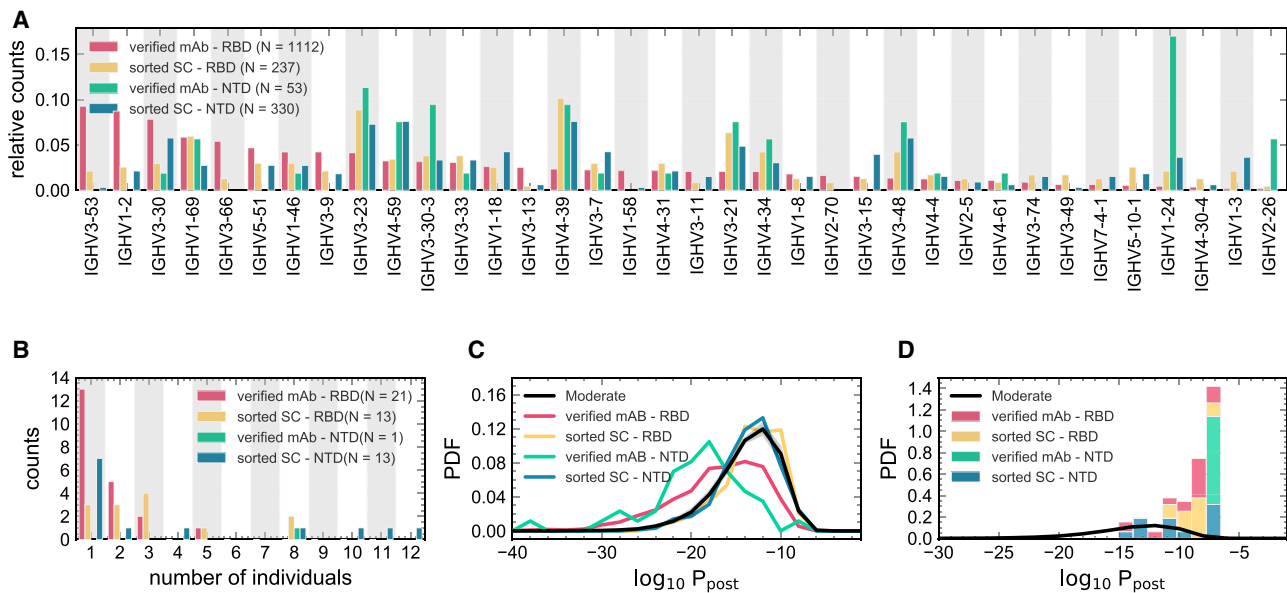 A
relative counts
0.15
0.10
0.05
0.00
verified mAb - RBD (N = 1112)
sorted SC - RBD (N = 237)
verified mAb - NTD (N = 53)
sorted SC - NTD (N = 330)
IGHV3-53
IGHV1-2
IGHV3-30
IGHV1-69
IGHV3-66
IGHV5-51
IGHV1-46
IGHV3-9
IGHV3-23
IGHV4-59
IGHV3-30-3
IGHV3-33
IGHV1-18
IGHV3-13
IGHV4-39
IGHV3-7
IGHV1-58
IGHV4-31
IGHV3-11
IGHV3-21
IGHV4-34
IGHV1-8
IGHV2-70
IGHV3-15
IGHV3-48
IGHV4-4
IGHV2-5
IGHV4-61
IGHV3-74
IGHV3-49
IGHV7-4-1
IGHV5-10-1
IGHV1-24
IGHV4-30-4
IGHV1-3
IGHV2-26
B
counts
14
12
10
8
6
4
2
0
verified mAb - RBD(N = 21)
sorted SC - RBD(N = 13)
verified mAb - NTD(N = 1)
sorted SC - NTD(N = 13)
1 2 3 4 5 6 7 8 9 10 11 12
number of individuals
C
PDF
0.16
0.12
0.08
0.04
0.00
Moderate
verified mAB - RBD
sorted SC - RBD
verified mAb - NTD
sorted SC - NTD
−40 −30 −20 −10
log10 Ppost
D
PDF
1.4
1.2
1.0
0.8
0.6
0.4
0.2
0.0
Moderate
verified mAb - RBD
sorted SC - RBD
verified mAb - NTD
sorted SC - NTD
−30 −25 −20 −15 −10 −5
log10 Ppost